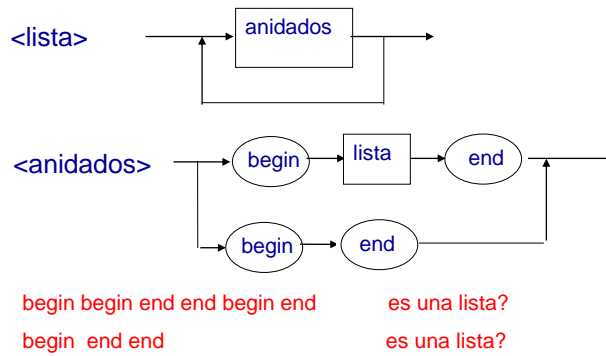 <lista> anidados
<anidados> begin lista end
begin end
begin begin end end begin end es una lista?
begin end end es una lista?